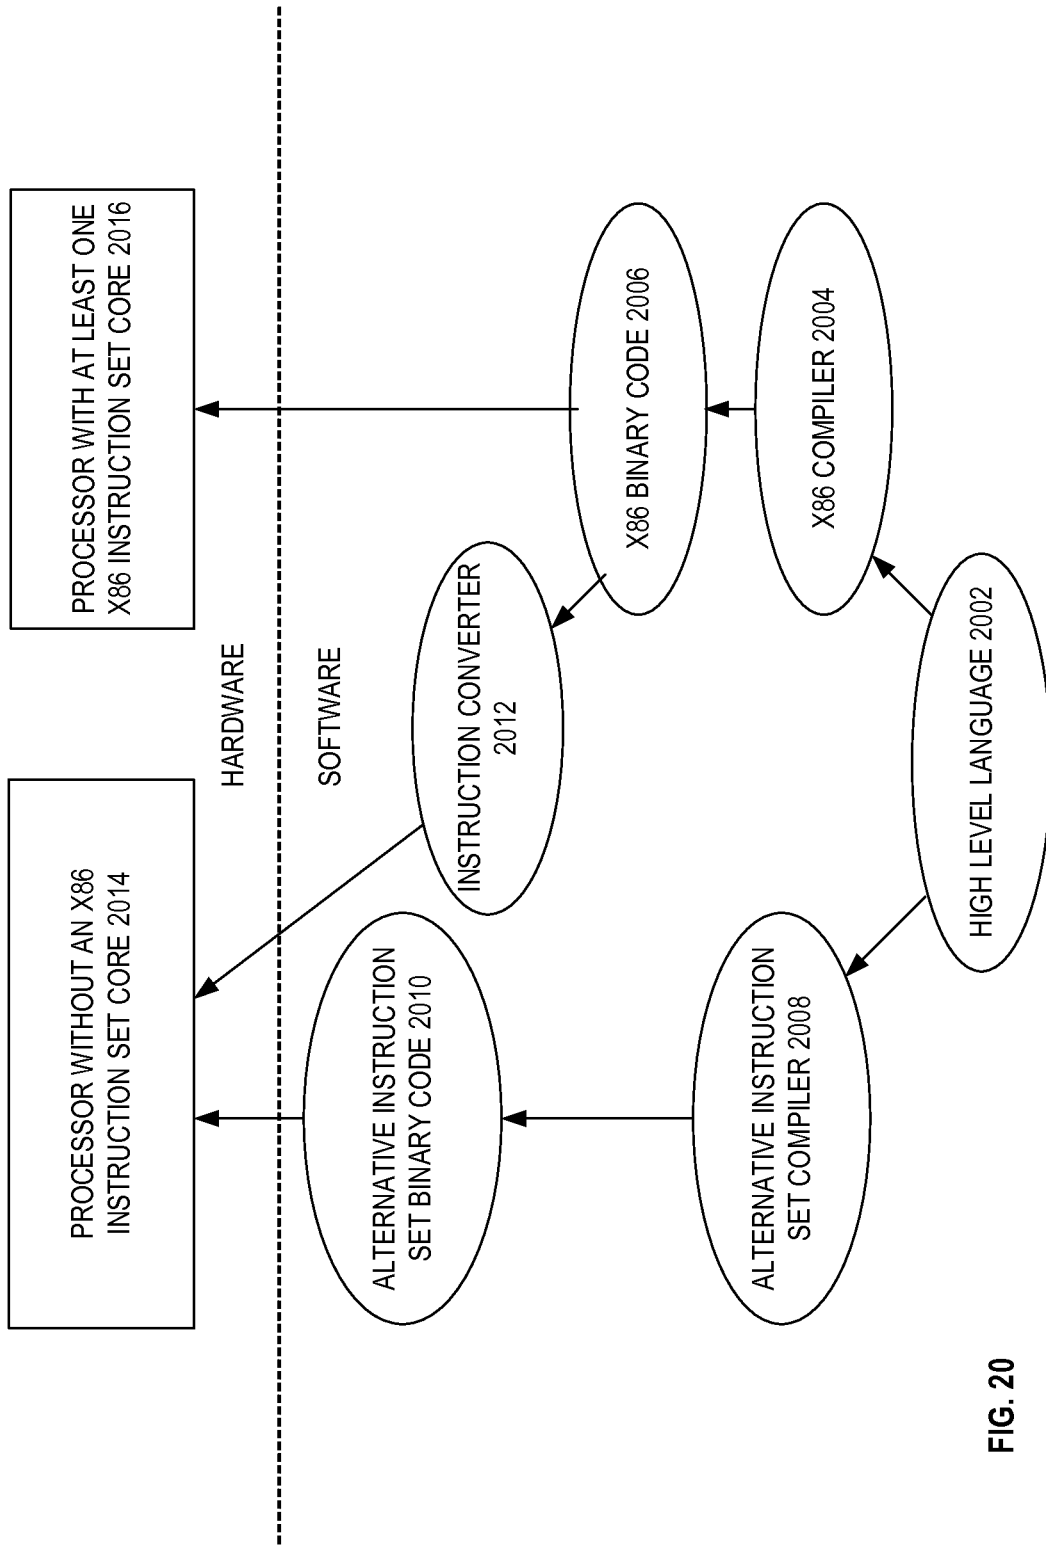 PROCESSOR WITHOUT AN X86
INSTRUCTION SET CORE 2014
PROCESSOR WITH AT LEAST ONE
X86 INSTRUCTION SET CORE 2016
HARDWARE
SOFTWARE
ALTERNATIVE INSTRUCTION
SET BINARY CODE 2010
INSTRUCTION CONVERTER
2012
X86 BINARY CODE 2006
ALTERNATIVE INSTRUCTION
SET COMPILER 2008
X86 COMPILER 2004
HIGH LEVEL LANGUAGE 2002
FIG. 20